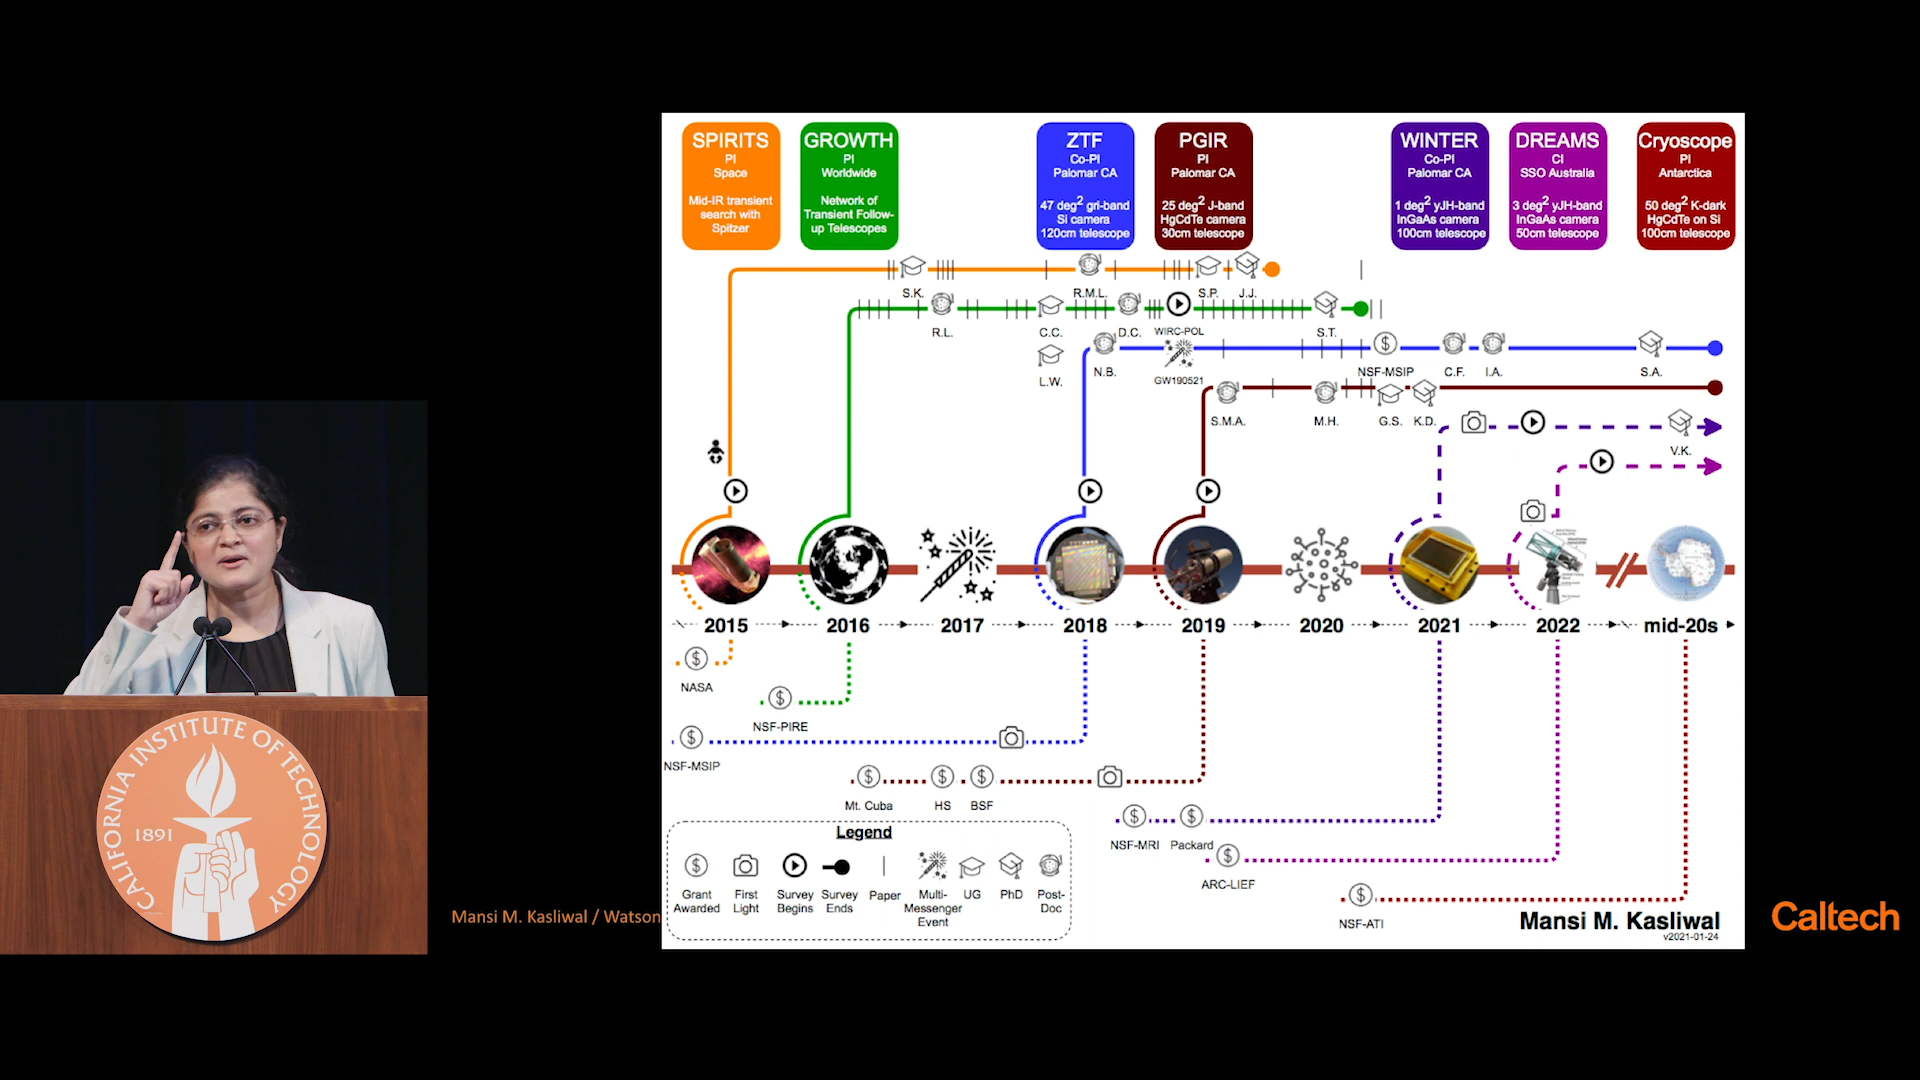 SPIRITS
PI
Space
Mid-IR transient
search with
Spitzer
GROWTH
PI
Worldwide
Network of
Transient Follow-
up Telescopes
ZTF
Co-PI
Palomar CA
47 deg2 gri-band
Si camera
120cm telescope
PGIR
PI
Palomar CA
25 deg2 J-band
HgCdTe camera
30cm telescope
WINTER
Co-PI
Palomar CA
1 deg2 yJH-band
InGaAs camera
100cm telescope
DREAMS
CI
SSO Australia
3 deg2 yJH-band
InGaAs camera
50cm telescope
Cryoscope
PI
Antarctica
50 deg2 K-dark
HgCdTe on Si
100cm telescope
S.K.
R.M.L.
S.P.
J.J.
R.L.
C.C.
D.C.
WIRC-POL
S.T.
L.W.
N.B.
GW190521
NSF-MSIP
C.F.
I.A.
S.A.
S.M.A.
M.H.
G.S.
K.D.
V.K.
2015
2016
2017
2018
2019
2020
2021
2022
mid-20s
$
NASA
$
NSF-PIRE
$
NSF-MSIP
$
Mt. Cuba
$
HS
$
BSF
$
NSF-MRI
$
Packard
$
ARC-LIEF
$
NSF-ATI
Legend
$
Grant
Awarded
First
Light
Survey
Begins
Survey
Ends
Paper
Multi-
Messenger
Event
UG
PhD
Post-
Doc
Mansi M. Kasliwal
v2021-01-24
CALIFORNIA INSTITUTE OF TECHNOLOGY
1891
Mansi M. Kasliwal / Watson
Caltech